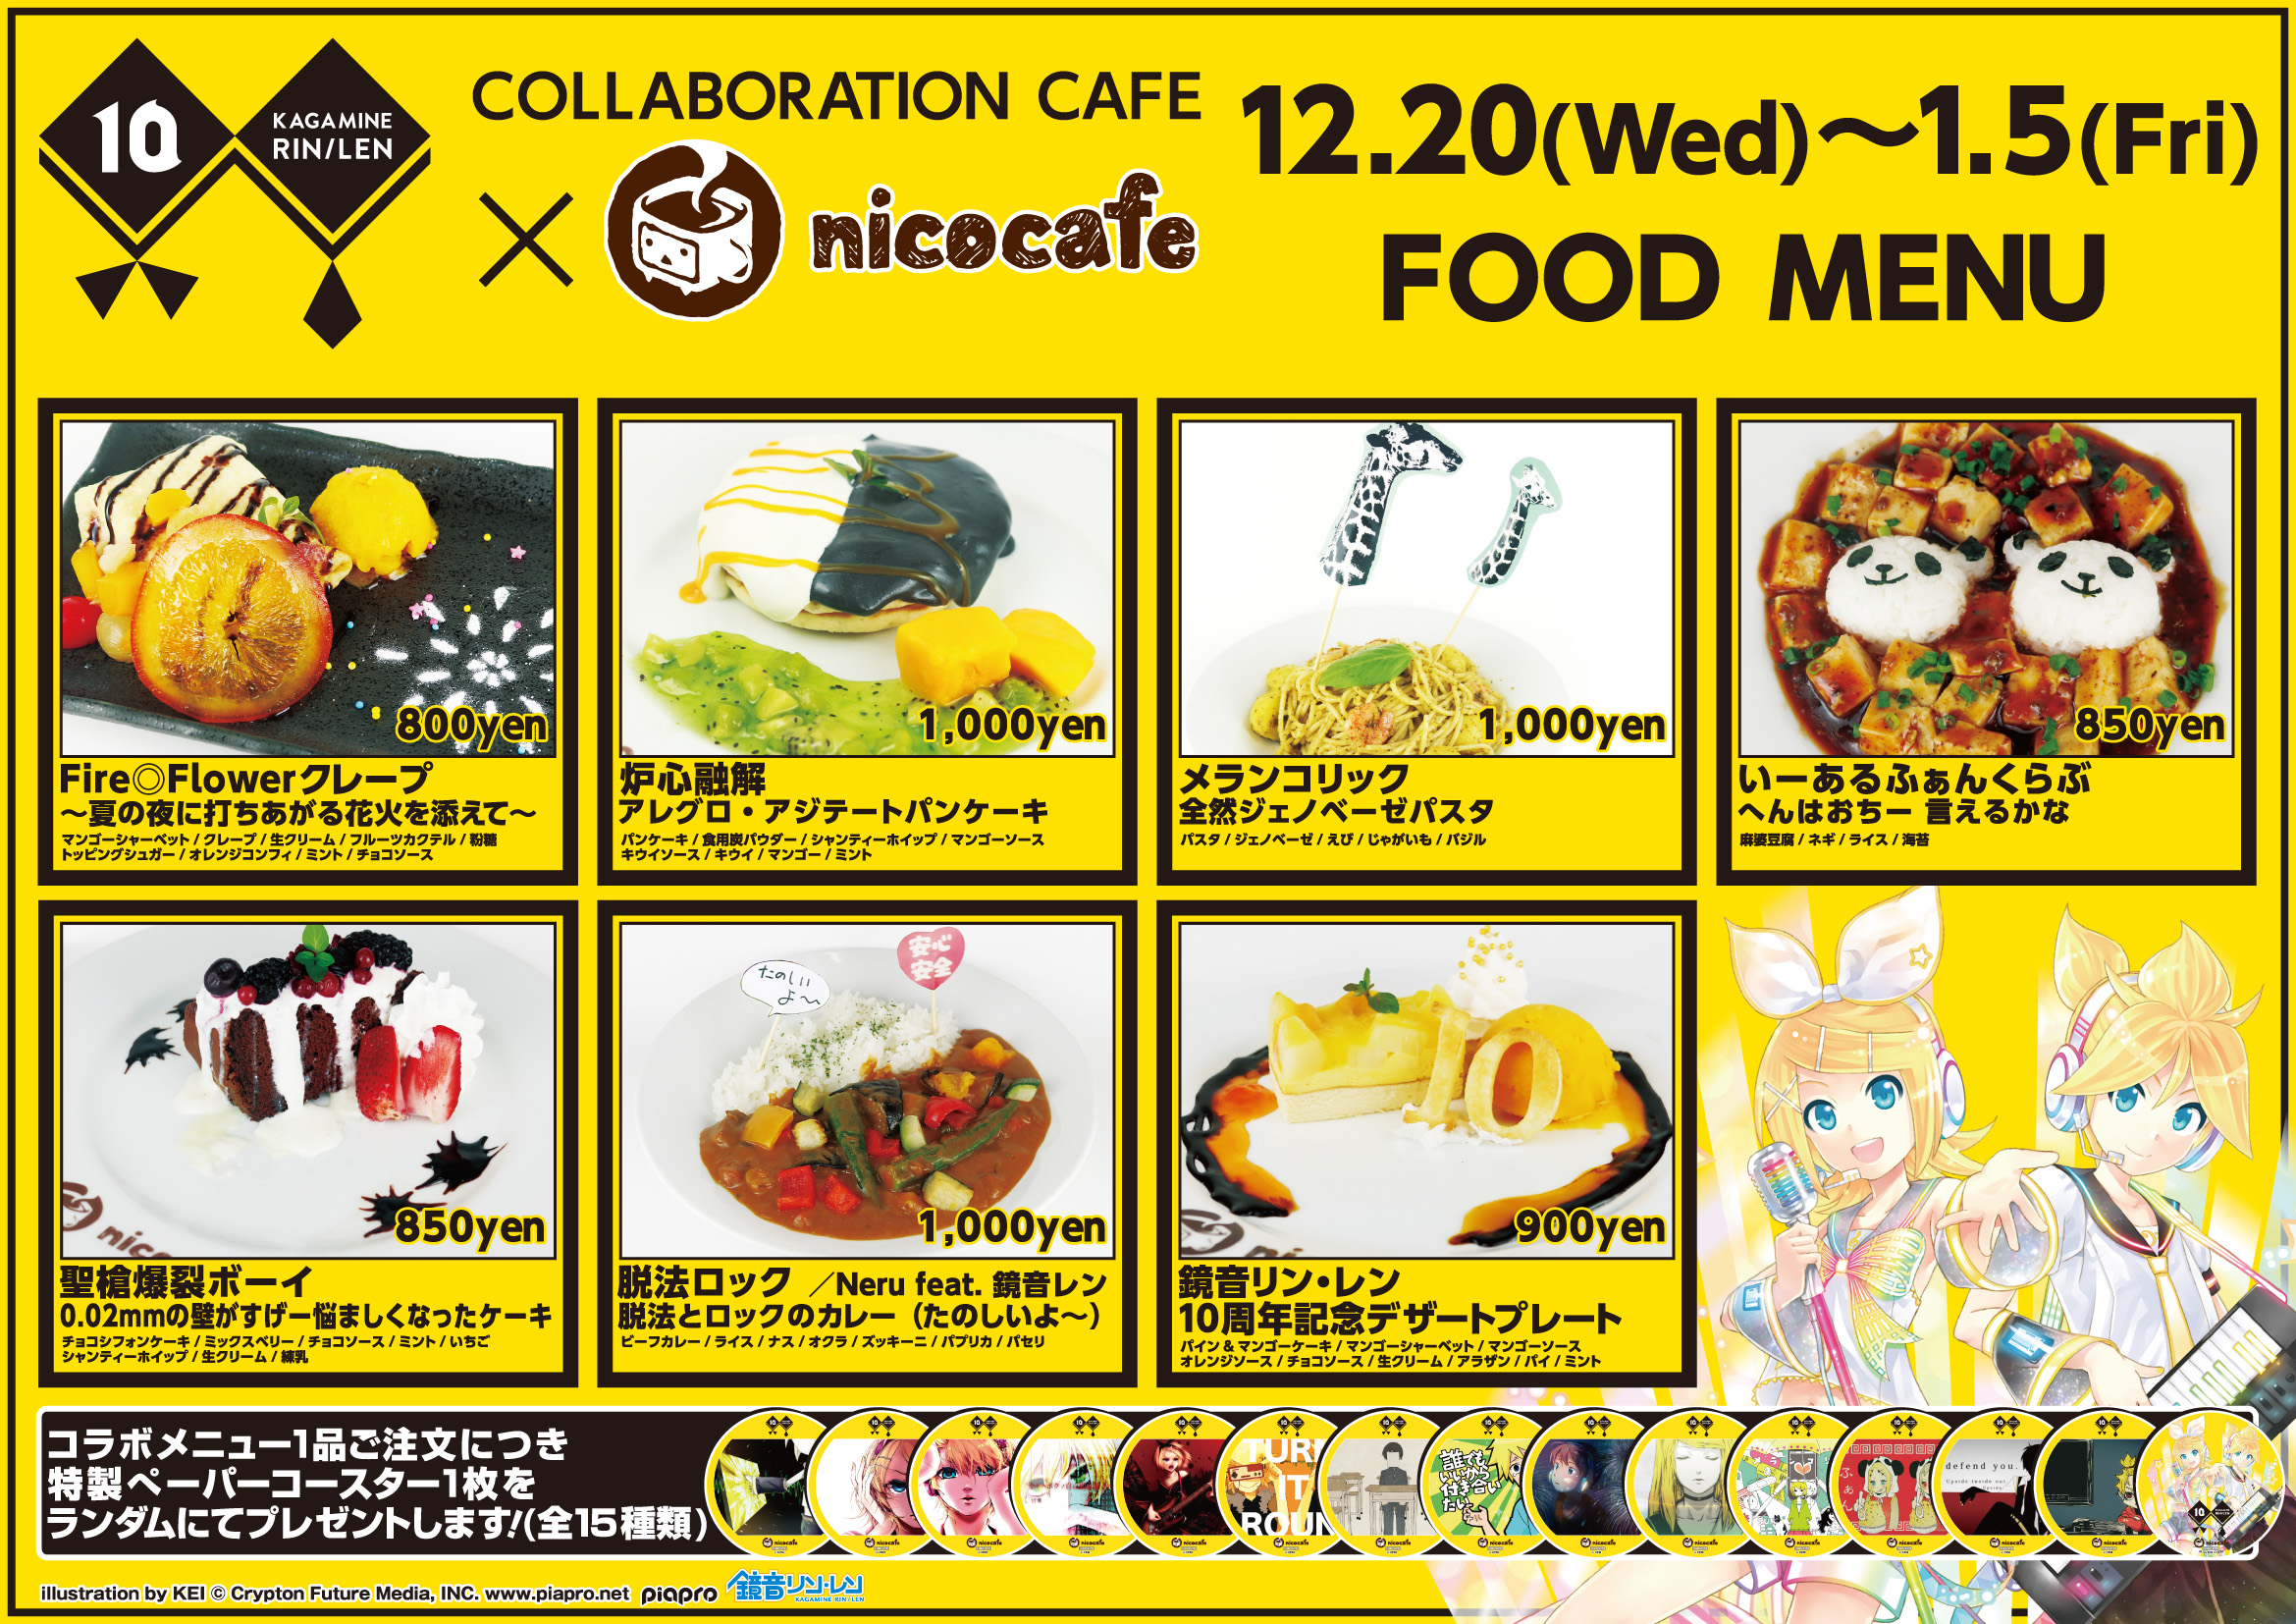 10
KAGAMINE
RIN/LEN
COLLABORATION CAFE
×
nicocafe
12.20(Wed)〜1.5(Fri)
FOOD MENU
800yen
Fire◎Flowerクレープ
〜夏の夜に打ちあがる花火を添えて〜
マンゴーシャーベット / クレープ / 生クリーム / フルーツカクテル / 粉糖
トッピングシュガー / オレンジコンフィ / ミント / チョコソース
1,000yen
炉心融解
アレグロ・アジテートパンケーキ
パンケーキ / 食用炭パウダー / シャンティーホイップ / マンゴーソース
キウイソース / キウイ / マンゴー / ミント
1,000yen
メランコリック
全然ジェノベーゼパスタ
パスタ / ジェノベーゼ / えび / じゃがいも / バジル
850yen
いーあるふぁんくらぶ
へんはおちー 言えるかな
麻婆豆腐 / ネギ / ライス / 海苔
nico
850yen
聖槍爆裂ボーイ
0.02mmの壁がすげー悩ましくなったケーキ
チョコシフォンケーキ / ミックスベリー / チョコソース / ミント / いちご
シャンティーホイップ / 生クリーム / 練乳
たのしい
よ〜
安心
安全
1,000yen
脱法ロック ／Neru feat. 鏡音レン
脱法とロックのカレー（たのしいよ〜）
ビーフカレー / ライス / ナス / オクラ / ズッキーニ / パプリカ / パセリ
10
900yen
鏡音リン・レン
10周年記念デザートプレート
パイン & マンゴーケーキ / マンゴーシャーベット / マンゴーソース
オレンジソース / チョコソース / 生クリーム / アラザン / パイ / ミント
コラボメニュー1品ご注文につき
特製ペーパーコースター1枚を
ランダムにてプレゼントします!(全15種類)
TURN
IT
ROUN
誰でも
いいから
付き合い
たい
ふぁん
defend you.
illustration by KEI © Crypton Future Media, INC. www.piapro.net piapro 鏡音リン・レン
KAGAMINE RIN/LEN